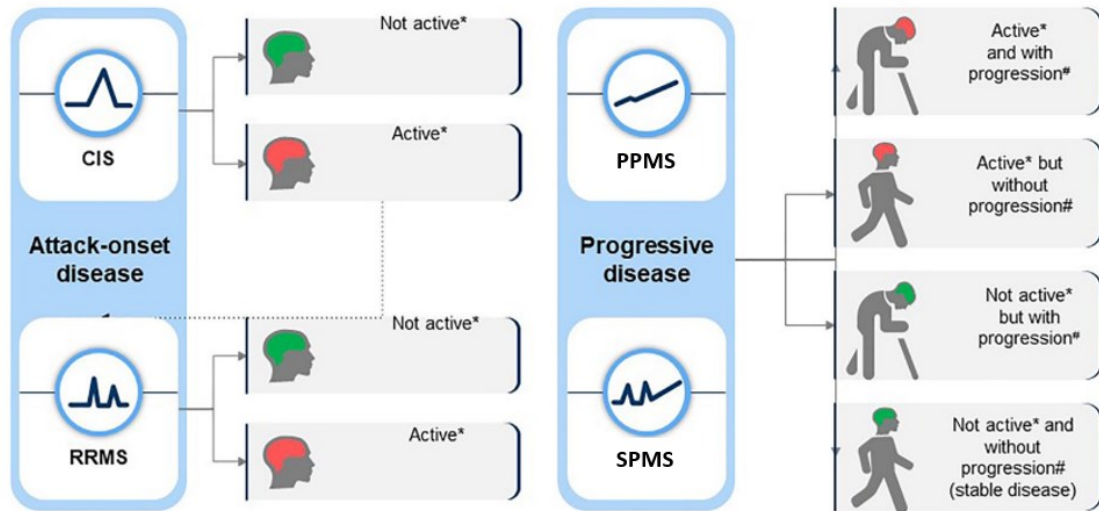 Not active*
CIS
Active*
Attack-onset
disease
Not active*
RRMS
Active*
PPMS
Progressive
disease
SPMS
Active*
and with
progression#
Active* but
without
progression#
Not active*
but with
progression#
Not active* and
without
progression#
(stable disease)